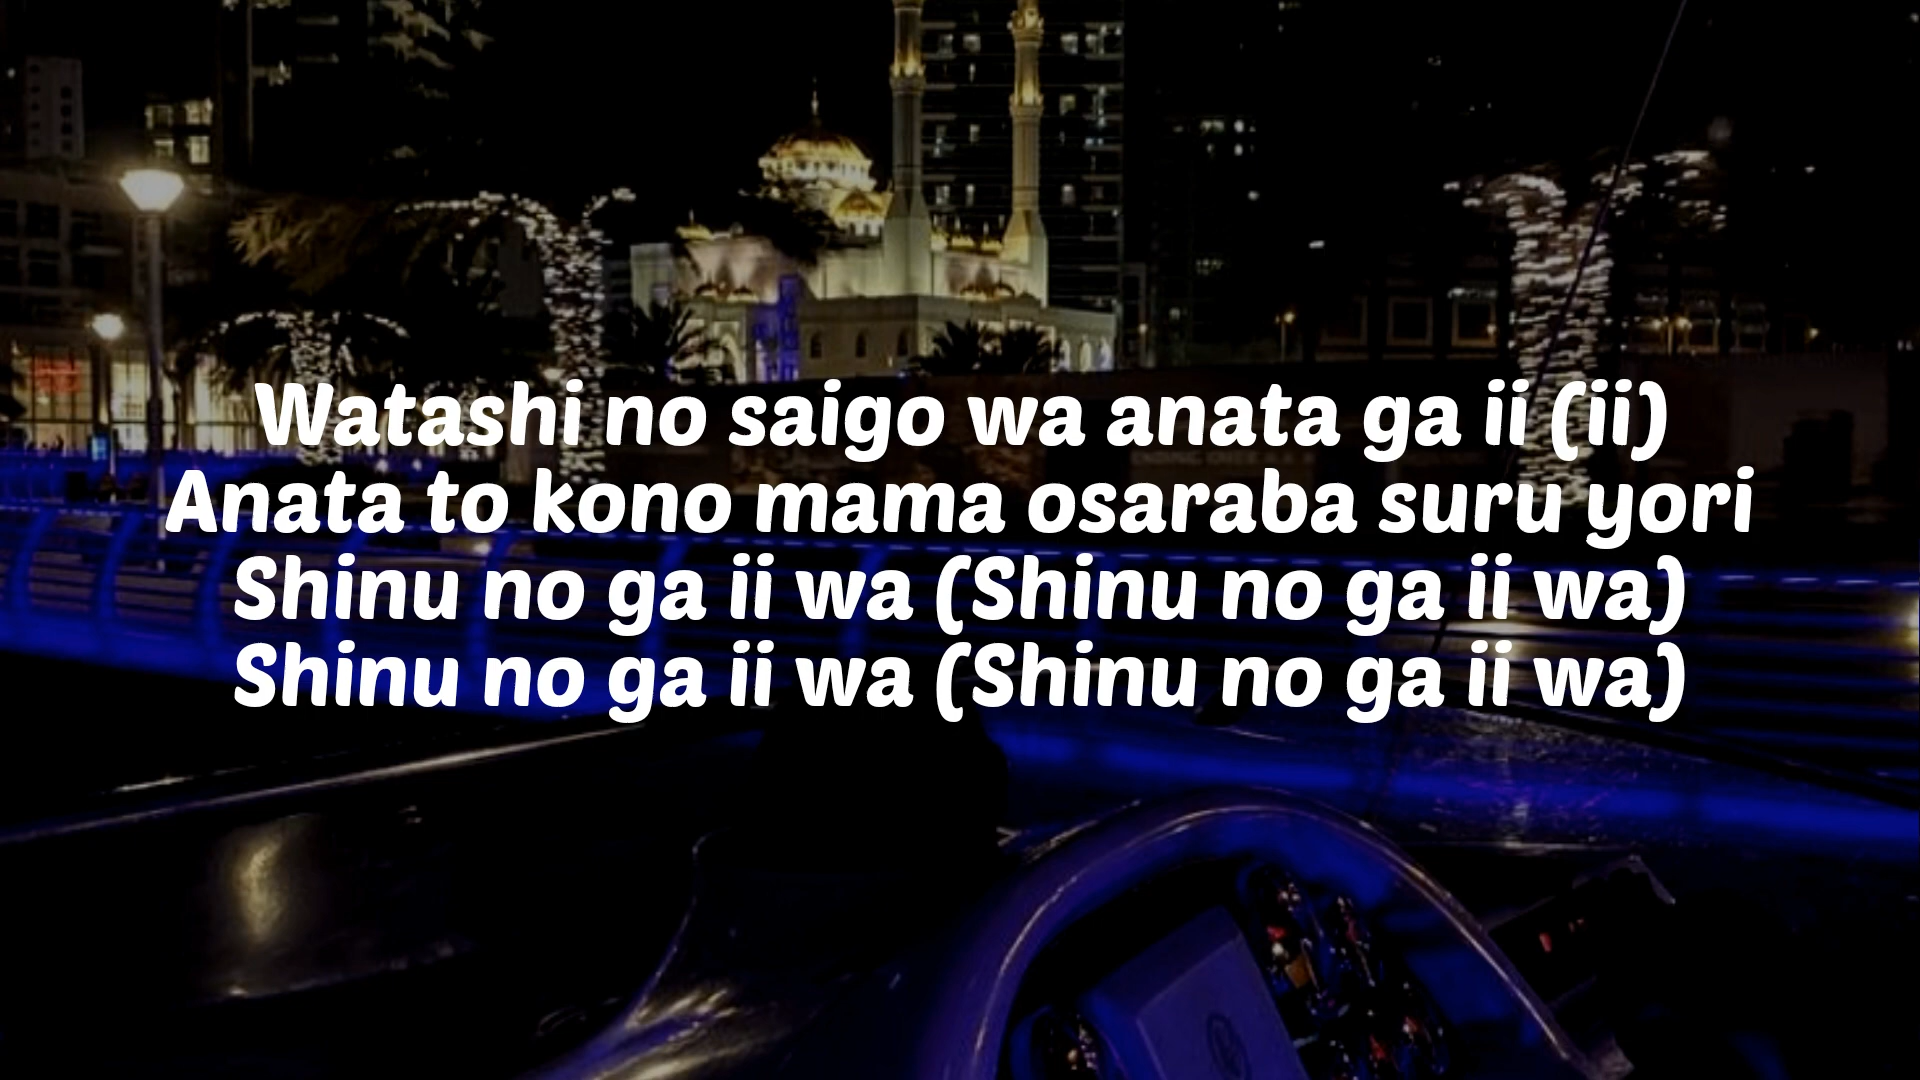 Watashi no saigo wa anata ga ii (ii)
Anata to kono mama osaraba suru yori
Shinu no ga ii wa (Shinu no ga ii wa)
Shinu no ga ii wa (Shinu no ga ii wa)